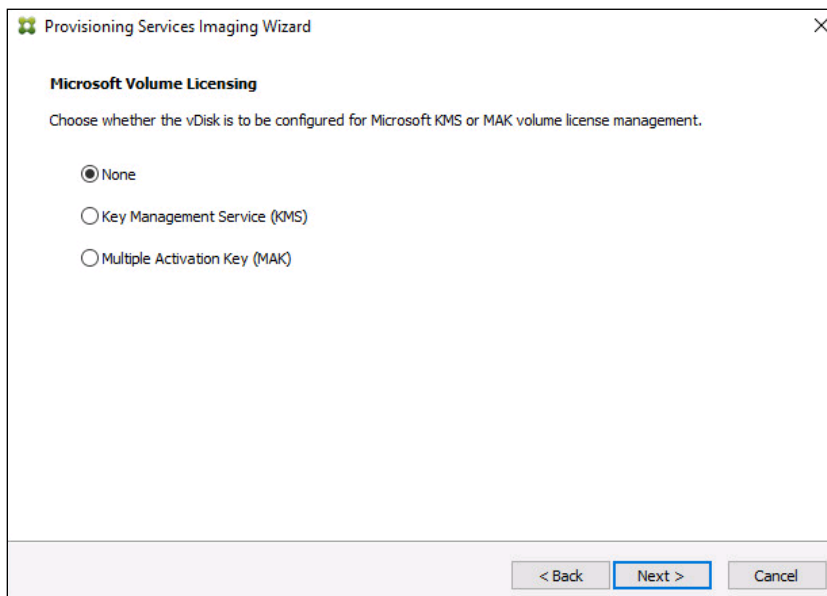 Provisioning Services Imaging Wizard
Microsoft Volume Licensing
Choose whether the vDisk is to be configured for Microsoft KMS or MAK volume license management.
None
Key Management Service (KMS)
Multiple Activation Key (MAK)
< Back Next > Cancel